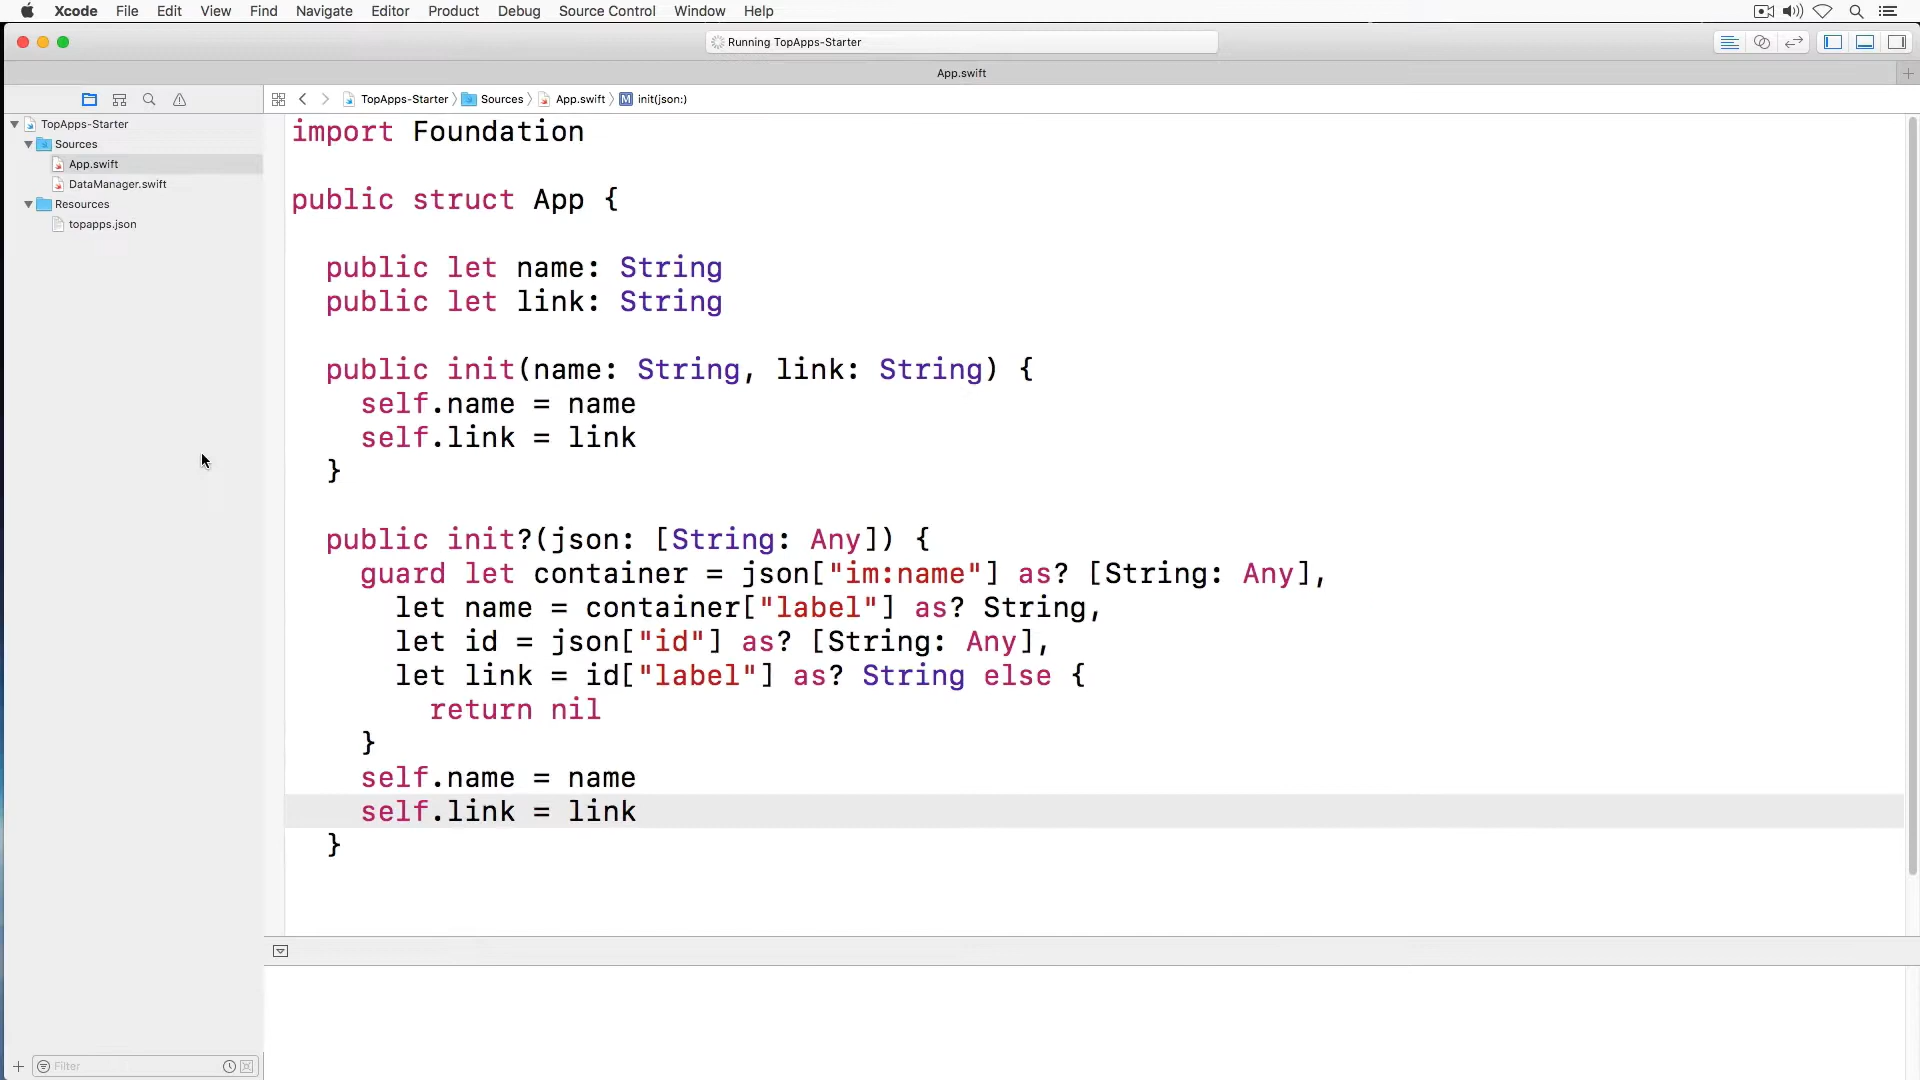 Xcode File Edit View Find Navigate Editor Product Debug Source Control Window Help
Running TopApps-Starter
App.swift
TopApps-Starter Sources App.swift M init(json:)
TopApps-Starter
Sources
App.swift
DataManager.swift
Resources
topapps.json
import Foundation
public struct App {
public let name: String
public let link: String
public init(name: String, link: String) {
self.name = name
self.link = link
}
public init?(json: [String: Any]) {
guard let container = json["im:name"] as? [String: Any],
let name = container["label"] as? String,
let id = json["id"] as? [String: Any],
let link = id["label"] as? String else {
return nil
}
self.name = name
self.link = link
}
Filter